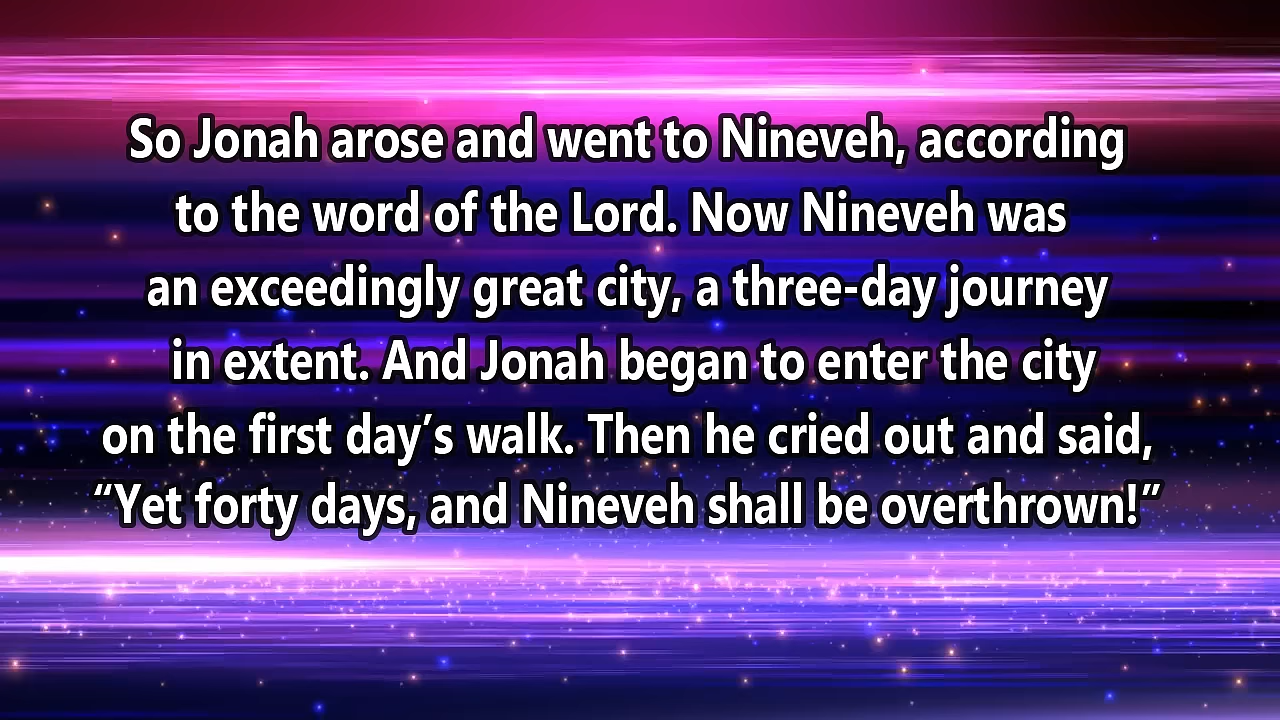 So Jonah arose and went to Nineveh, according
to the word of the Lord. Now Nineveh was
an exceedingly great city, a three-day journey
in extent. And Jonah began to enter the city
on the first day’s walk. Then he cried out and said,
“Yet forty days, and Nineveh shall be overthrown!”